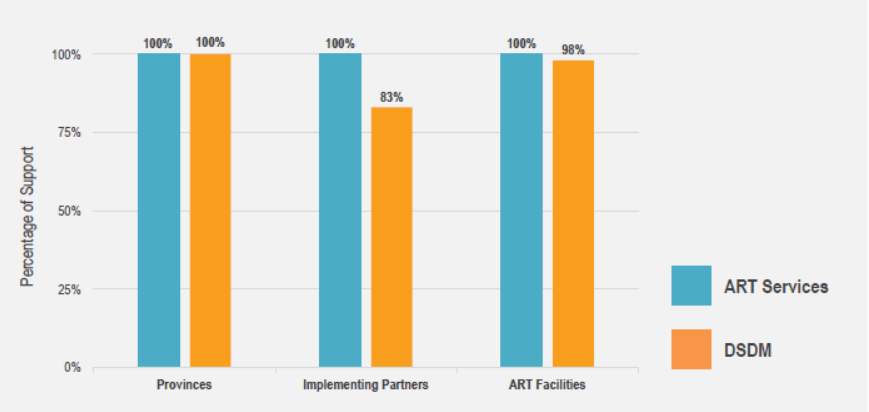 100%
100%
100%
100%
100%
98%
83%
75%
50%
25%
0%
Percentage of Support
Provinces
Implementing Partners
ART Facilities
ART Services
DSDM